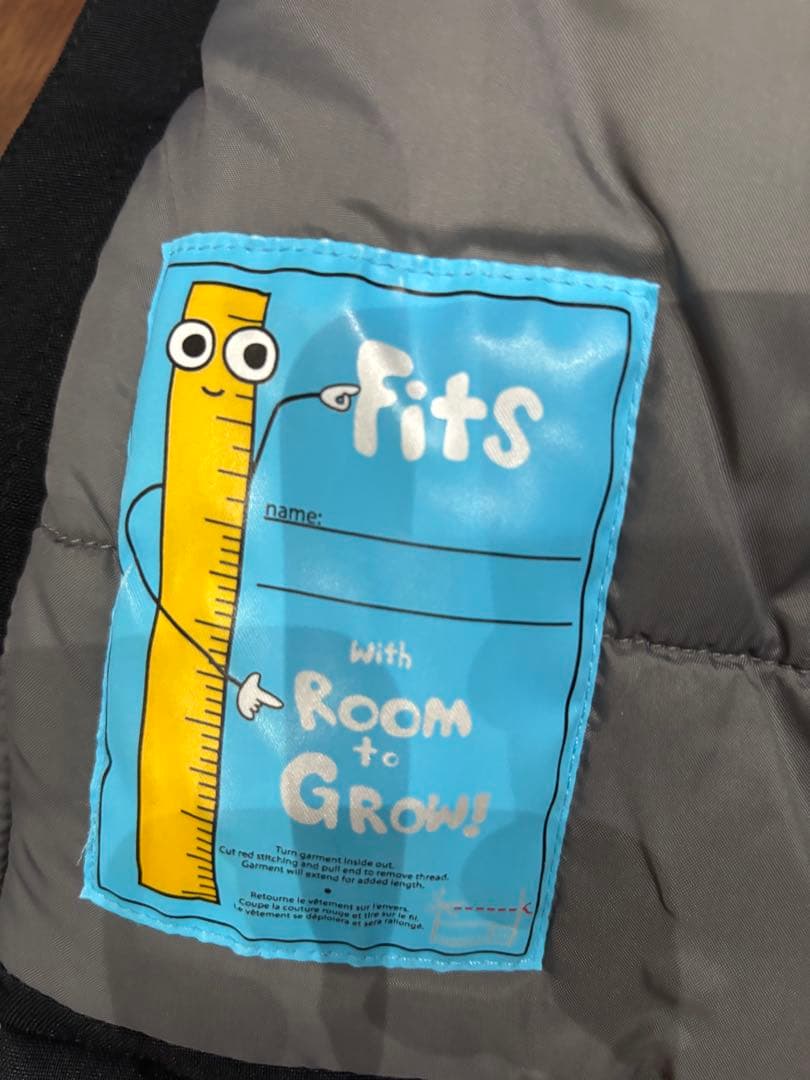 Fits
name:
With
ROOM
to
GROW!
Turn garment inside out.
Cut red stitching and pull end to remove thread.
Garment will extend for added length.
•
Retourne le vêtement sur l'envers.
Coupe la couture rouge et tire sur le fil.
Le vêtement se déploiera et sera rallongé.